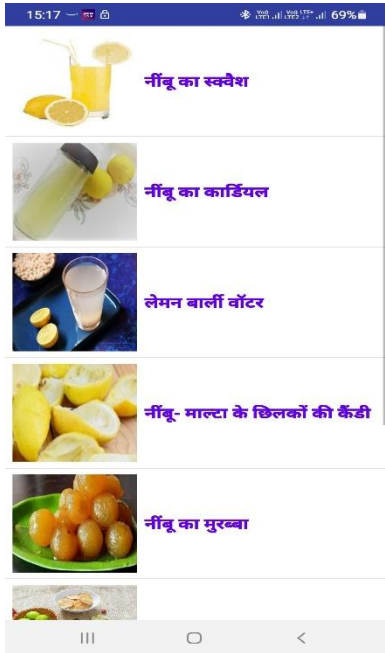 15:17
69%
नींबू का स्क्वैश
नींबू का कार्डियल
लेमन बार्ली वॉटर
नींबू- माल्टा के छिलकों की कैंडी
नींबू का मुरब्बा